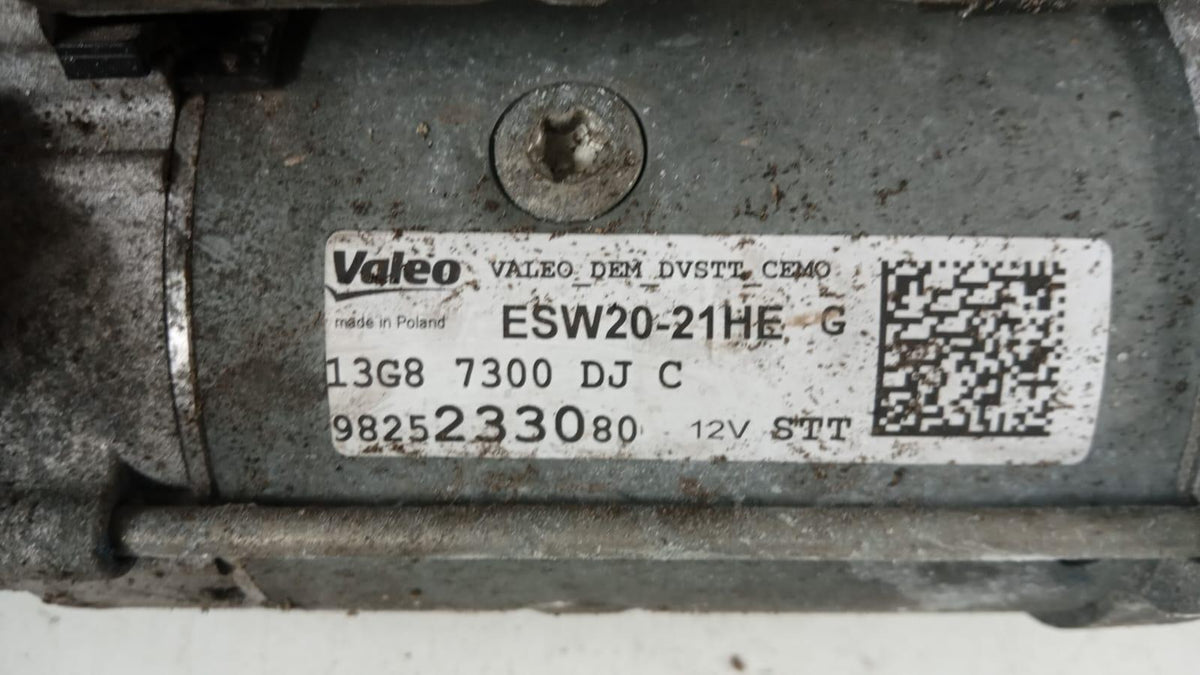 Valeo VALEO_DEM_DVSTT_CEMO
made in Poland ESW20-21HE G
13G8 7300 DJ C
9825233080 12V STT